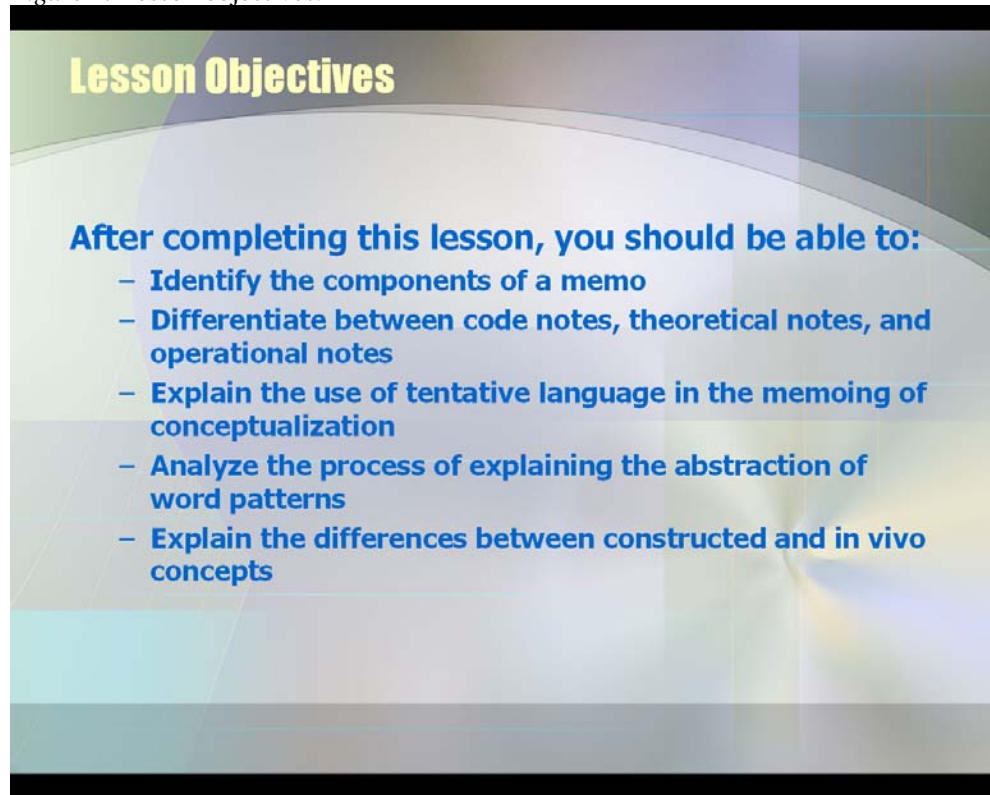 Lesson Objectives
After completing this lesson, you should be able to:
– Identify the components of a memo
– Differentiate between code notes, theoretical notes, and
operational notes
– Explain the use of tentative language in the memoing of
conceptualization
– Analyze the process of explaining the abstraction of
word patterns
– Explain the differences between constructed and in vivo
concepts